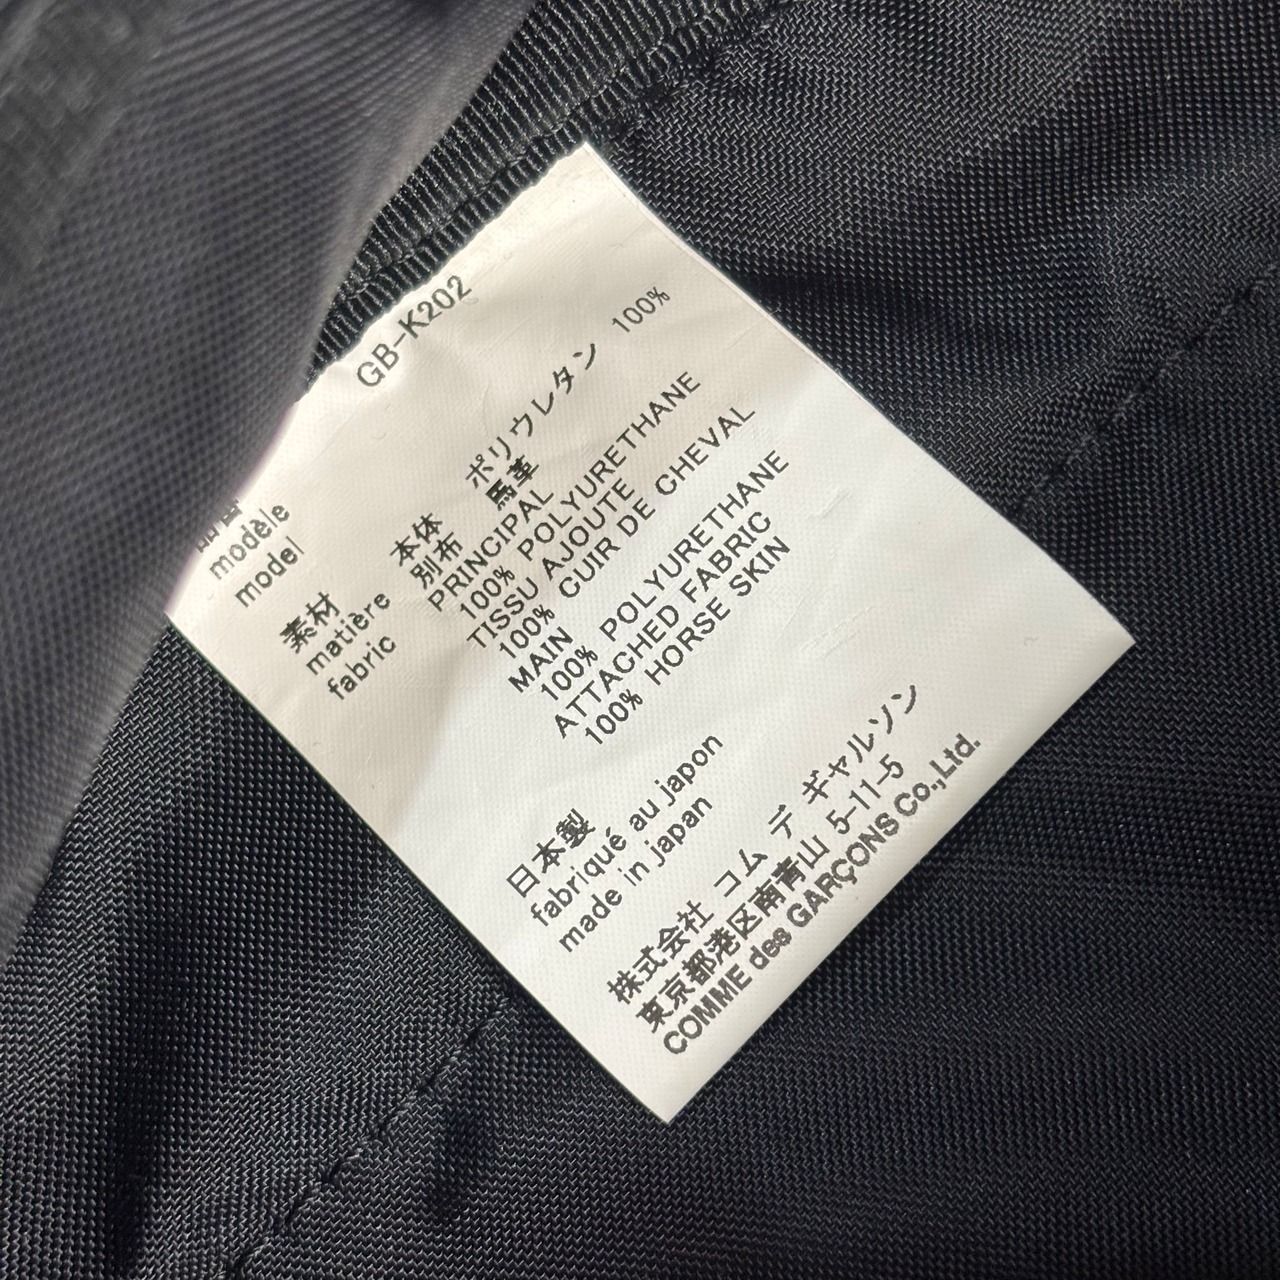 品番
modèle
model
GB-K202
素材
matière
fabric
本体 ポリウレタン 100%
別布 馬革
PRINCIPAL
100% POLYURETHANE
TISSU AJOUTE
100% CUIR DE CHEVAL
MAIN
100% POLYURETHANE
ATTACHED FABRIC
100% HORSE SKIN
日本製
fabriqué au japon
made in japan
株式会社 コム デ ギャルソン
東京都港区南青山 5-11-5
COMME des GARÇONS Co.,Ltd.